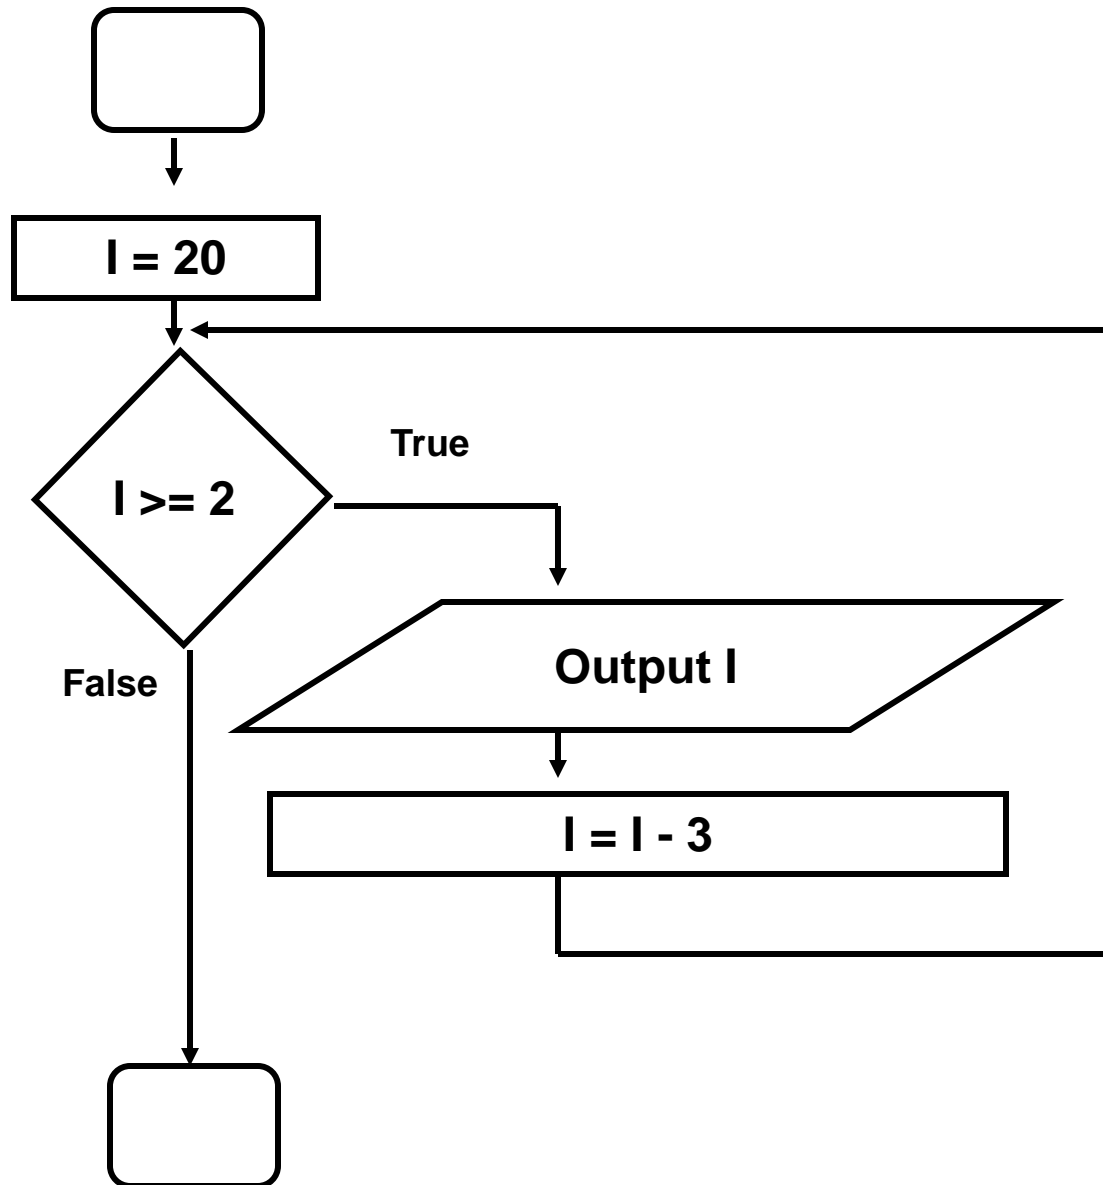 I = 20
True
I >= 2
Output I
False
I = I - 3